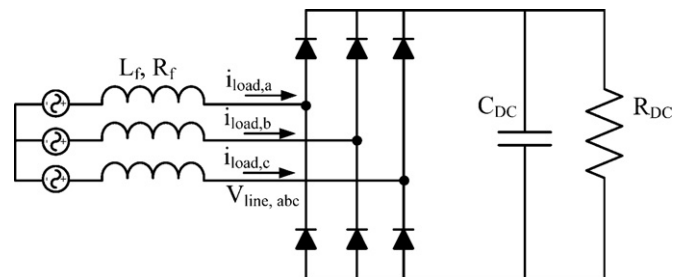 L_f, R_f
i_load,a
i_load,b
i_load,c
V_line, abc
C_DC
R_DC